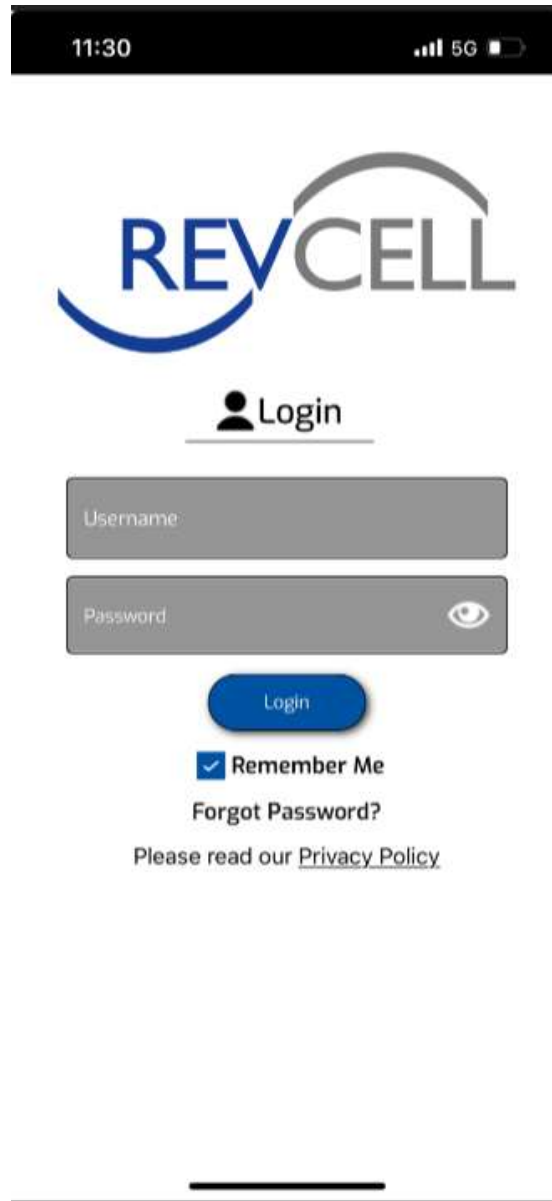 11:30 5G
REVCELL
Login
Username
Password
Login
Remember Me
Forgot Password?
Please read our Privacy Policy